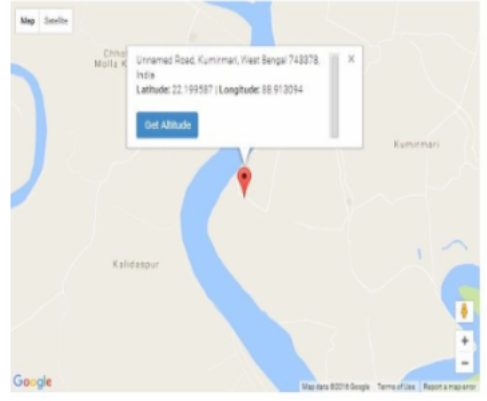 Map Satellite
Unnamed Road, Kumirmari, West Bengal 743378,
India
Latitude: 22.199587 | Longitude: 88.913094
X
Get Altitude
Molla K
Kumirmari
Kalidaspur
Google
Map data ©2016 Google Terms of Use Report a map error